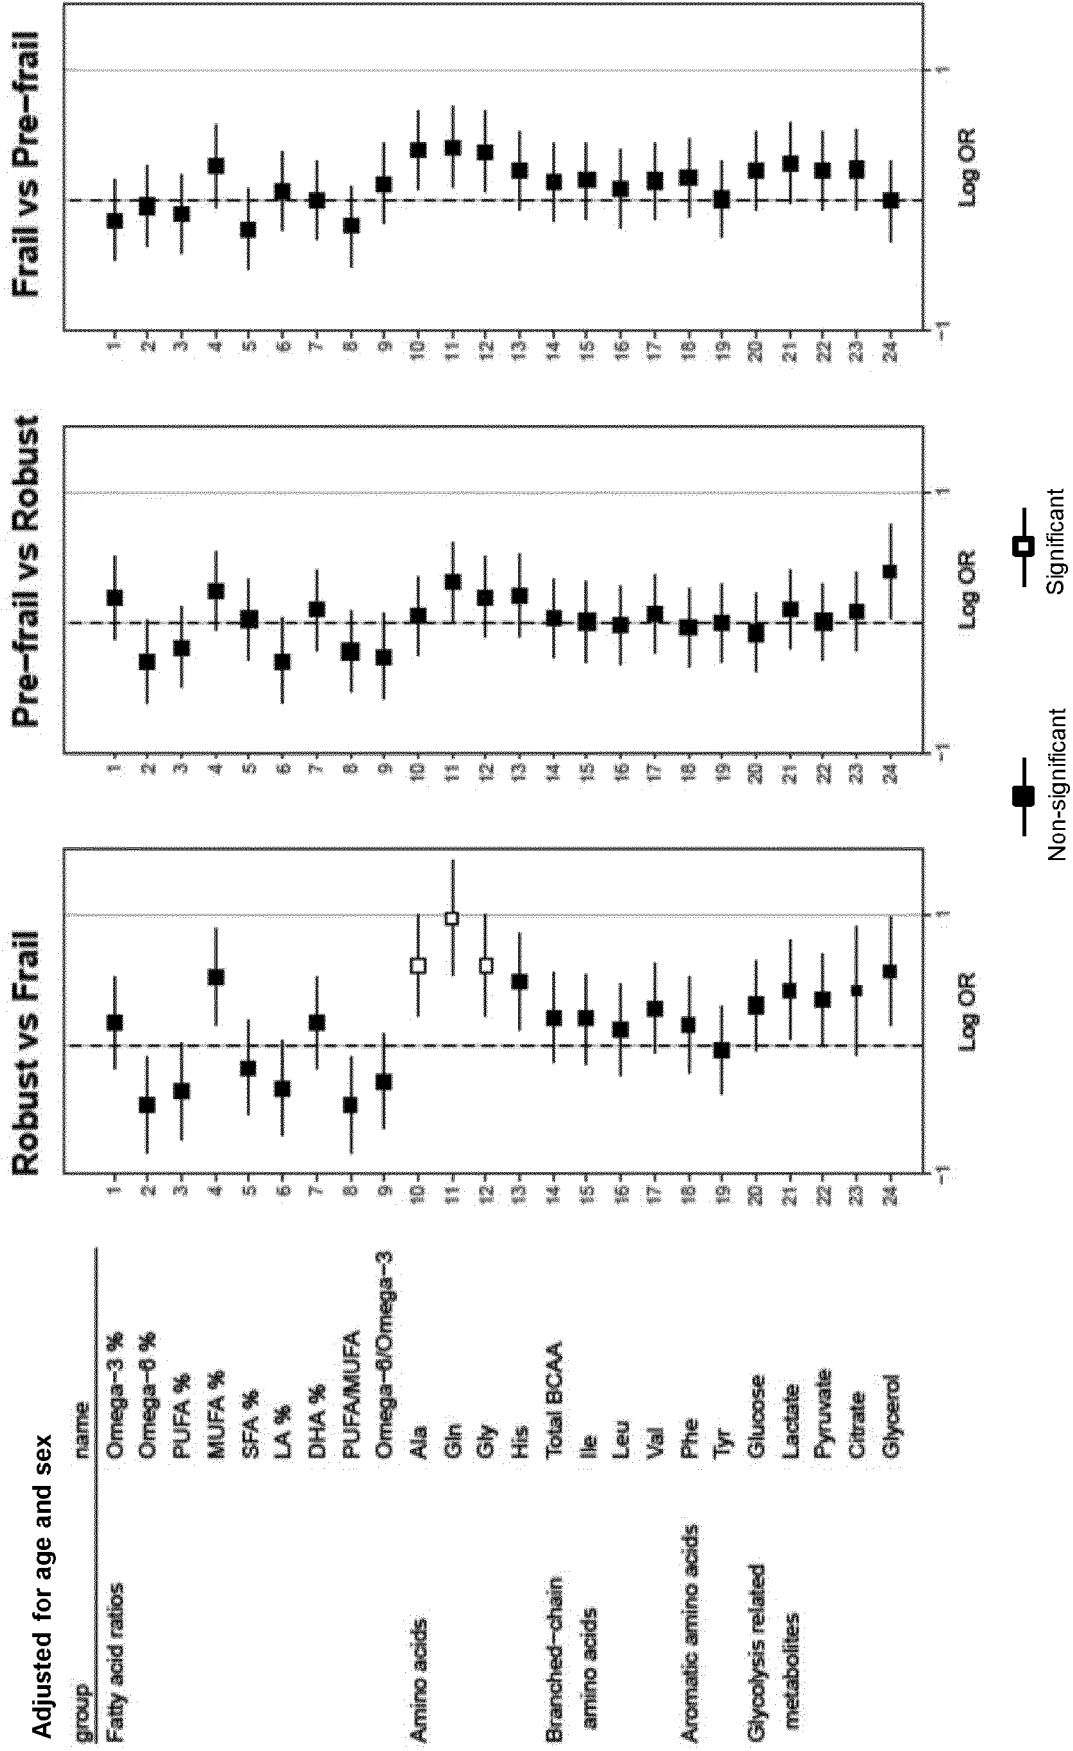 Adjusted for age and sex
Robust vs Frail
Pre-frail vs Robust
Frail vs Pre-frail
group name
Fatty acid ratios Omega-3 % 1 1 1
Omega-6 % 2 2 2
PUFA % 3 3 3
MUFA % 4 4 4
SFA % 5 5 5
LA % 6 6 6
DHA % 7 7 7
PUFA/MUFA 8 8 8
Omega-6/Omega-3 9 9 9
Amino acids Ala 10 10 10
Gln 11 11 11
Gly 12 12 12
His 13 13 13
Branched-chain Total BCAA 14 14 14
amino acids Ile 15 15 15
Leu 16 16 16
Val 17 17 17
Aromatic amino acids Phe 18 18 18
Tyr 19 19 19
Glycolysis related Glucose 20 20 20
metabolites Lactate 21 21 21
Pyruvate 22 22 22
Citrate 23 23 23
Glycerol 24 24 24
-1 1 -1 1 -1 1
Log OR Log OR Log OR
Non-significant Significant